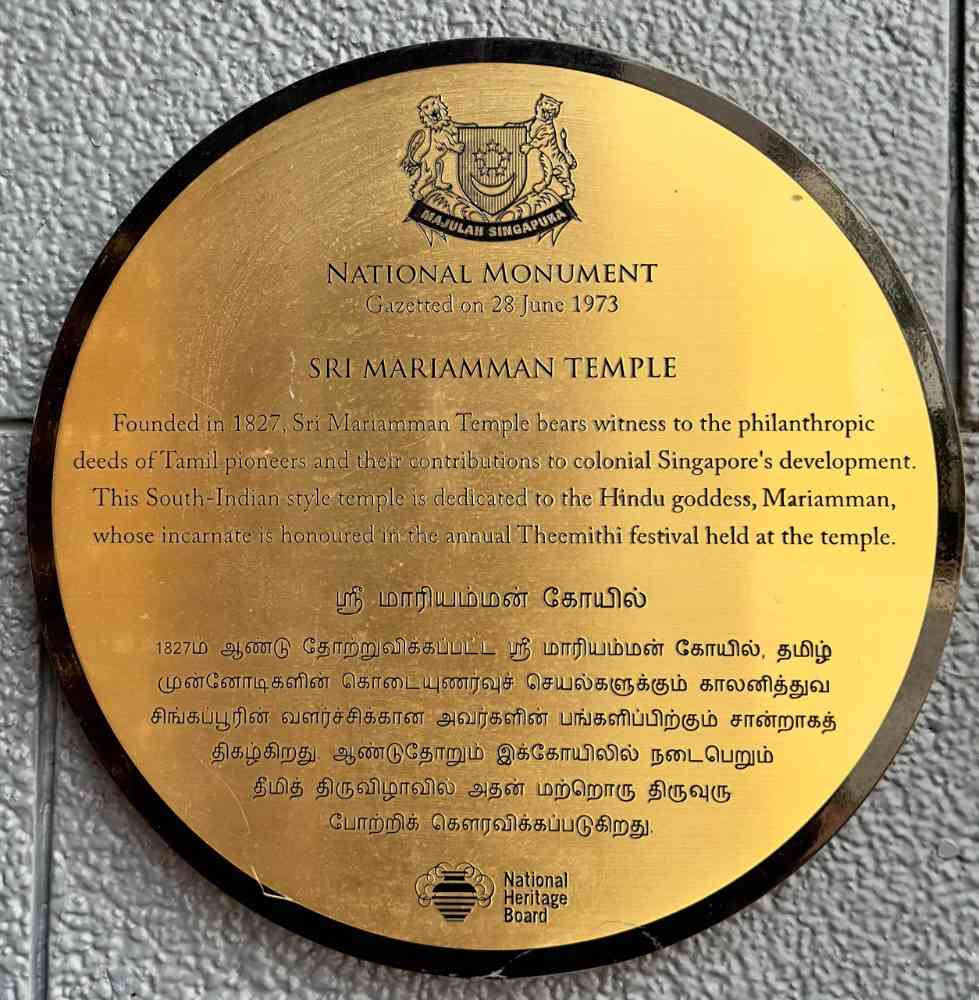 MAJULAH SINGAPURA
NATIONAL MONUMENT
Gazetted on 28 June 1973
SRI MARIAMMAN TEMPLE
Founded in 1827, Sri Mariamman Temple bears witness to the philanthropic
deeds of Tamil pioneers and their contributions to colonial Singapore's development.
This South-Indian style temple is dedicated to the Hindu goddess, Mariamman,
whose incarnate is honoured in the annual Theemithi festival held at the temple.
ஸ்ரீ மாரியம்மன் கோயில்
1827ம் ஆண்டு தோற்றுவிக்கப்பட்ட ஸ்ரீ மாரியம்மன் கோயில், தமிழ்
முன்னோடிகளின் கொடையுணர்வுச் செயல்களுக்கும் காலனித்துவ
சிங்கப்பூரின் வளர்ச்சிக்கான அவர்களின் பங்களிப்பிற்கும் சான்றாகத்
திகழ்கிறது. ஆண்டுதோறும் இக்கோயிலில் நடைபெறும்
தீமித் திருவிழாவில் அதன் மற்றொரு திருவுரு
போற்றிக் கௌரவிக்கப்படுகிறது.
National
Heritage
Board